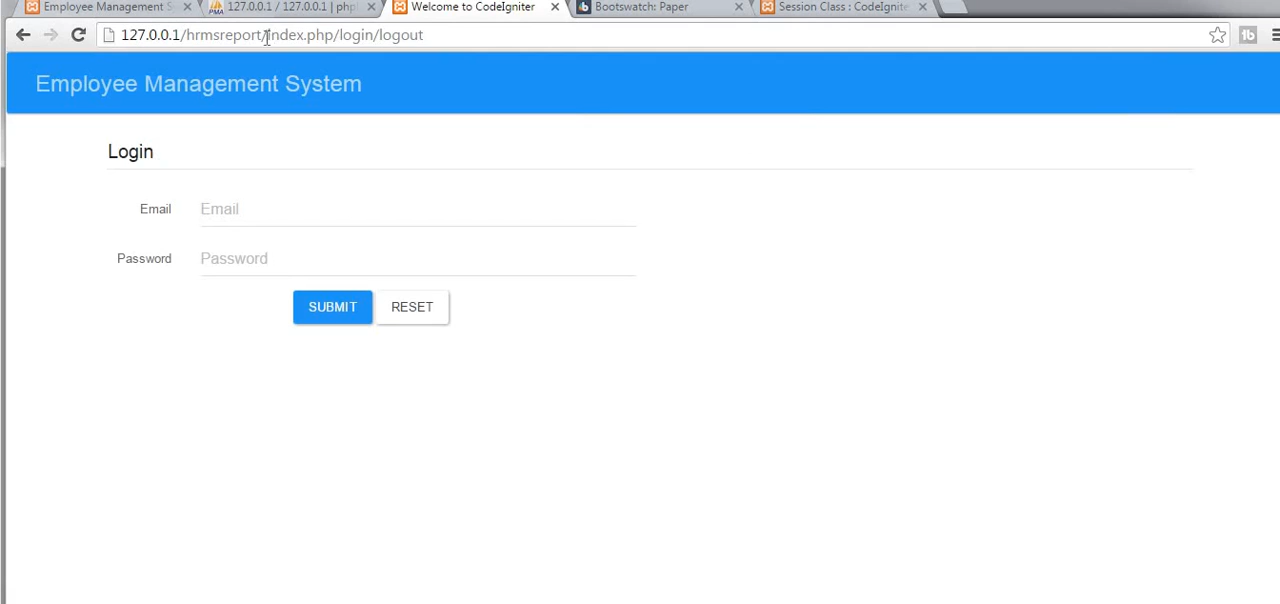 Employee Management S
127.0.0.1 / 127.0.0.1 | php
Welcome to CodeIgniter
Bootswatch: Paper
Session Class : CodeIgnite
127.0.0.1/hrmsreport/index.php/login/logout
Employee Management System
Login
Email Email
Password Password
SUBMIT RESET